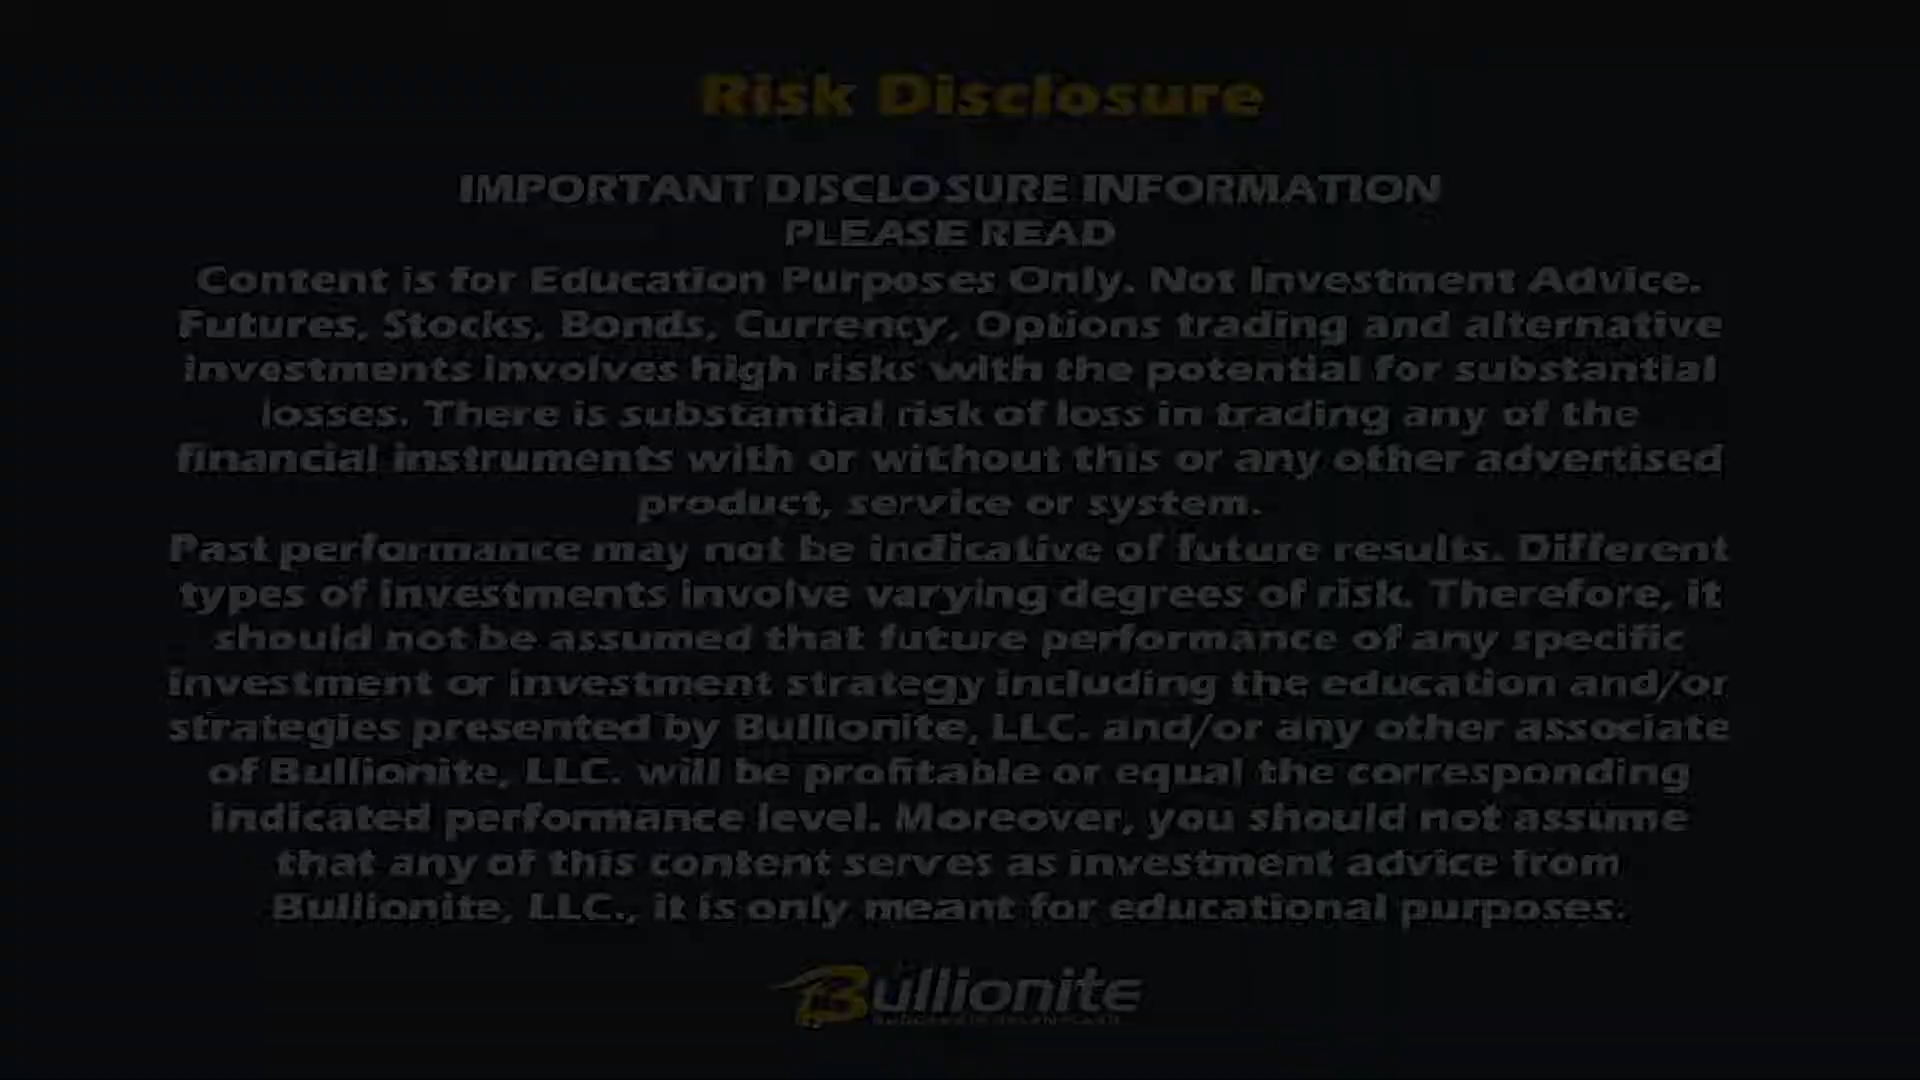 Risk Disclosure
IMPORTANT DISCLOSURE INFORMATION
PLEASE READ
Content is for Education Purposes Only. Not Investment Advice.
Futures, Stocks, Bonds, Currency, Options trading and alternative
investments involves high risks with the potential for substantial
losses. There is substantial risk of loss in trading any of the
financial instruments with or without this or any other advertised
product, service or system.
Past performance may not be indicative of future results. Different
types of investments involve varying degrees of risk. Therefore, it
should not be assumed that future performance of any specific
investment or investment strategy including the education and/or
strategies presented by Bullionite, LLC. and/or any other associate
of Bullionite, LLC. will be profitable or equal the corresponding
indicated performance level. Moreover, you should not assume
that any of this content serves as investment advice from
Bullionite, LLC., it is only meant for educational purposes.
Bullionite